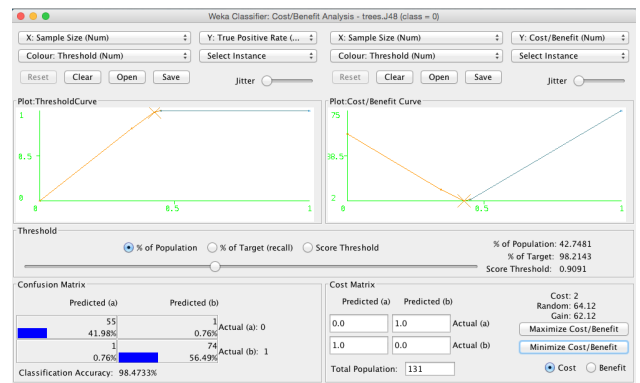 Weka Classifier: Cost/Benefit Analysis - trees.J48 (class = 0)
X: Sample Size (Num)
Y: True Positive Rate (...
X: Sample Size (Num)
Y: Cost/Benefit (Num)
Colour: Threshold (Num)
Select Instance
Colour: Threshold (Num)
Select Instance
Reset
Clear
Open
Save
Jitter
Reset
Clear
Open
Save
Jitter
Plot:ThresholdCurve
1
0.5
0
0
0.5
1
Plot:Cost/Benefit Curve
75
38.5
2
0
0.5
1
Threshold
% of Population
% of Target (recall)
Score Threshold
% of Population: 42.7481
% of Target: 98.2143
Score Threshold: 0.9091
Confusion Matrix
Predicted (a)
Predicted (b)
55
41.98%
1
0.76%
Actual (a): 0
1
0.76%
74
56.49%
Actual (b): 1
Classification Accuracy: 98.4733%
Cost Matrix
Predicted (a)
Predicted (b)
0.0
1.0
Actual (a)
1.0
0.0
Actual (b)
Total Population: 131
Cost: 2
Random: 64.12
Gain: 62.12
Maximize Cost/Benefit
Minimize Cost/Benefit
Cost
Benefit